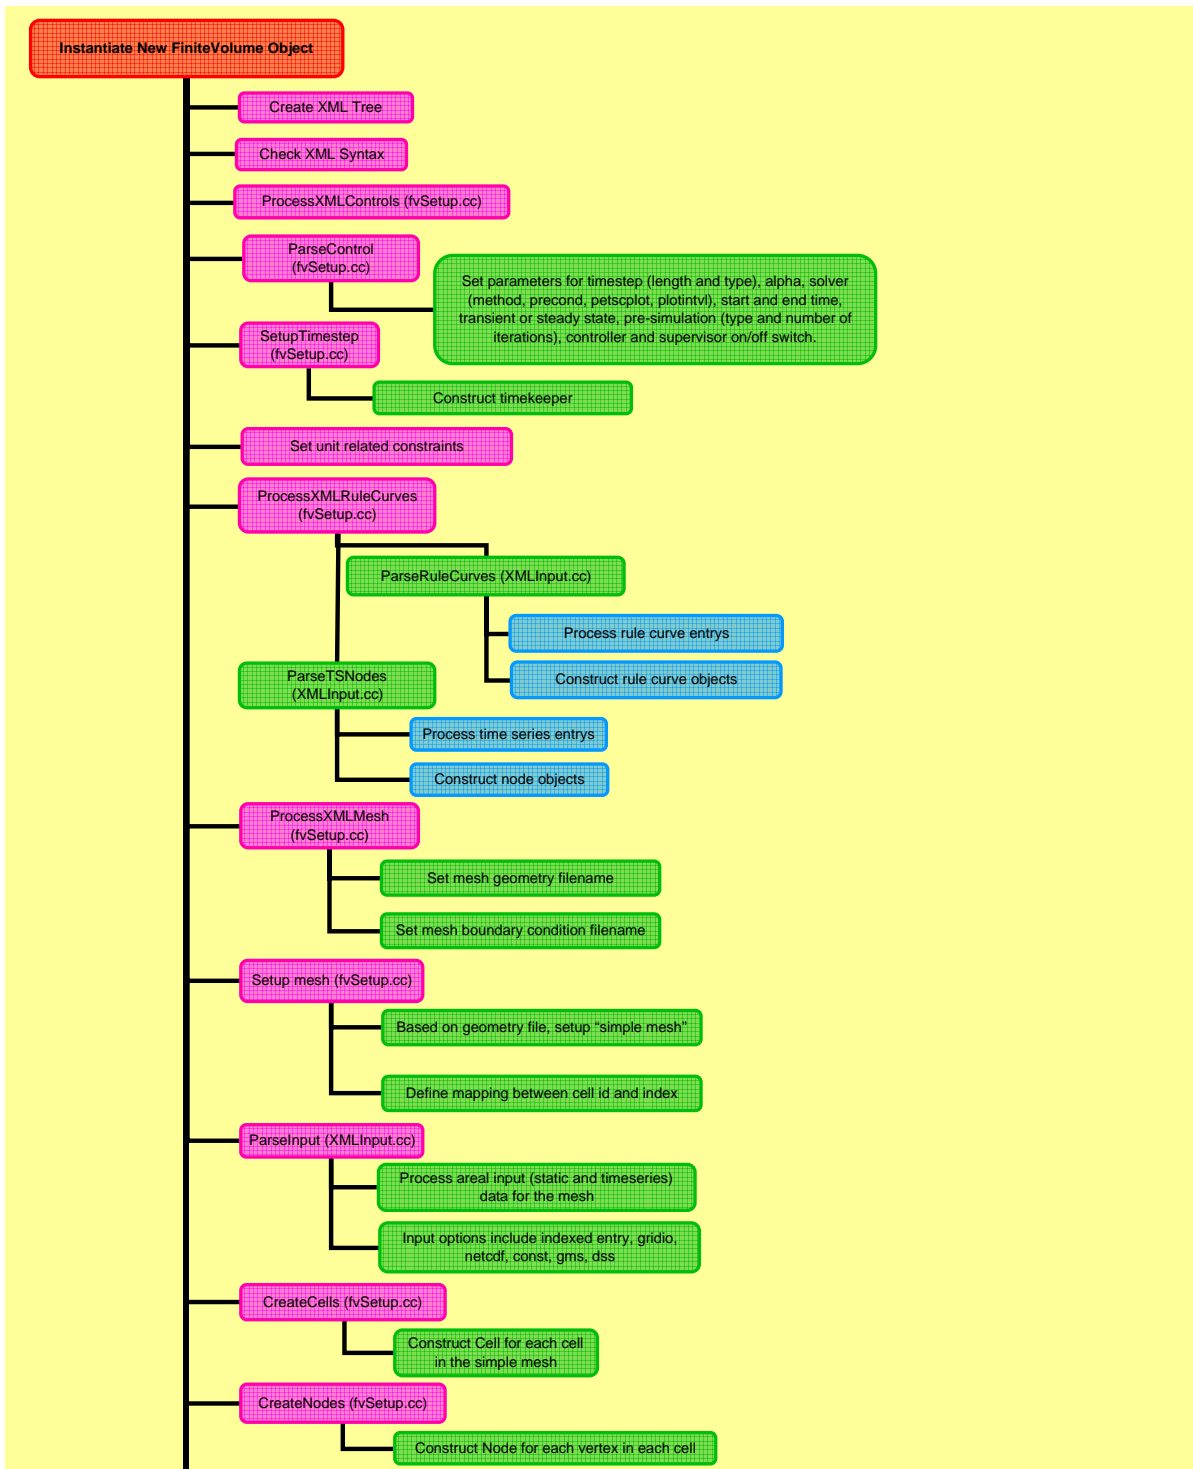 Instantiate New FiniteVolume Object
Create XML Tree
Check XML Syntax
ProcessXMLControls (fvSetup.cc)
ParseControl
(fvSetup.cc)
Set parameters for timestep (length and type), alpha, solver
(method, precond, petscplot, plotintvl), start and end time,
transient or steady state, pre-simulation (type and number of
iterations), controller and supervisor on/off switch.
SetupTimestep
(fvSetup.cc)
Construct timekeeper
Set unit related constraints
ProcessXMLRuleCurves
(fvSetup.cc)
ParseRuleCurves (XMLInput.cc)
Process rule curve entrys
Construct rule curve objects
ParseTSNodes
(XMLInput.cc)
Process time series entrys
Construct node objects
ProcessXMLMesh
(fvSetup.cc)
Set mesh geometry filename
Set mesh boundary condition filename
Setup mesh (fvSetup.cc)
Based on geometry file, setup “simple mesh”
Define mapping between cell id and index
ParseInput (XMLInput.cc)
Process areal input (static and timeseries)
data for the mesh
Input options include indexed entry, gridio,
netcdf, const, gms, dss
CreateCells (fvSetup.cc)
Construct Cell for each cell
in the simple mesh
CreateNodes (fvSetup.cc)
Construct Node for each vertex in each cell